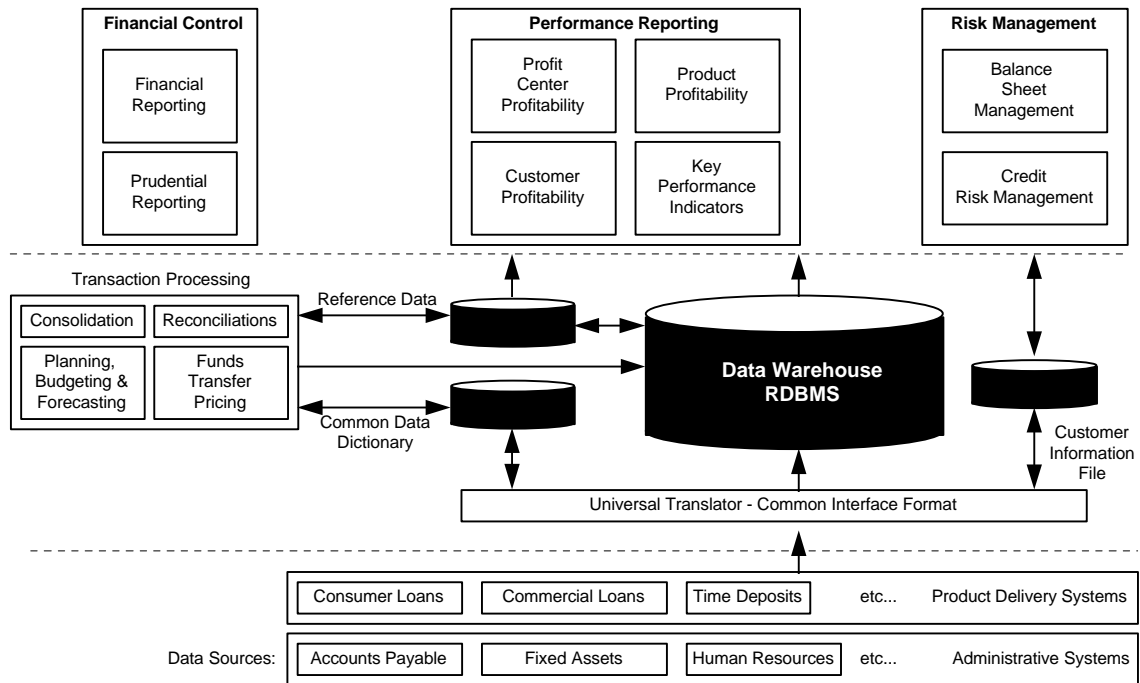 Financial Control
Financial
Reporting
Prudential
Reporting
Performance Reporting
Profit
Center
Profitability
Product
Profitability
Customer
Profitability
Key
Performance
Indicators
Risk Management
Balance
Sheet
Management
Credit
Risk Management
Transaction Processing
Consolidation
Reconciliations
Planning,
Budgeting &
Forecasting
Funds
Transfer
Pricing
Reference Data
Common Data
Dictionary
Data Warehouse
RDBMS
Customer
Information
File
Universal Translator - Common Interface Format
Consumer Loans
Commercial Loans
Time Deposits
etc...
Product Delivery Systems
Data Sources:
Accounts Payable
Fixed Assets
Human Resources
etc...
Administrative Systems